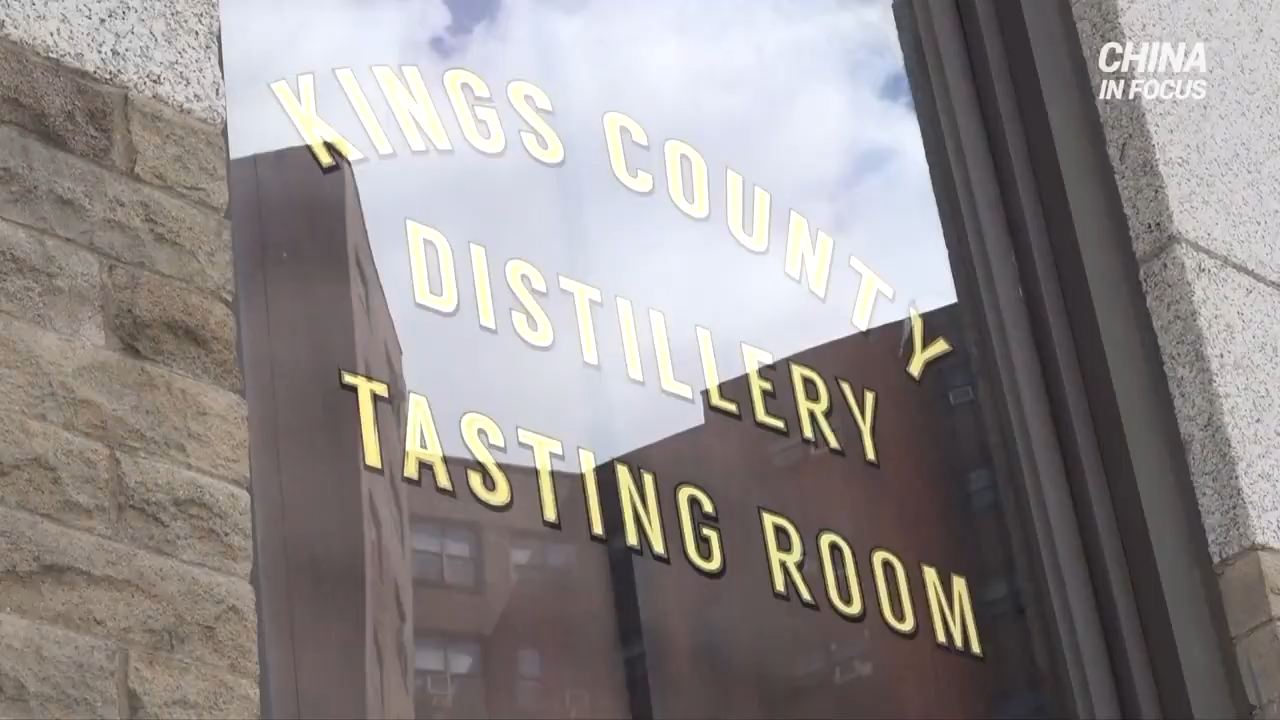 KINGS COUNTY
DISTILLERY
TASTING ROOM
CHINA
IN FOCUS